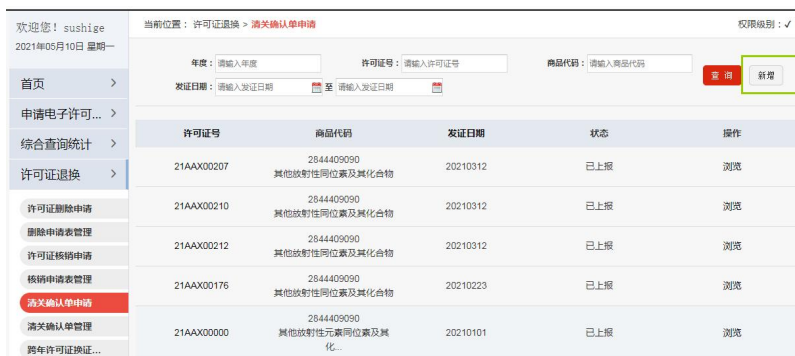 欢迎您！sushige
2021年05月10日 星期一
首页 >
申请电子许可... >
综合查询统计 >
许可证退换 >
许可证删除申请
删除申请表管理
许可证核销申请
核销申请表管理
清关确认单申请
清关确认单管理
跨年许可证换证...
当前位置：许可证退换 > 清关确认单申请
权限级别：✓
年度：请输入年度 许可证号：请输入许可证号 商品代码：请输入商品代码
发证日期：请输入发证日期 至 请输入发证日期
查 询 新增
许可证号 商品代码 发证日期 状态 操作
21AAX00207 2844409090 其他放射性同位素及其化合物 20210312 已上报 浏览
21AAX00210 2844409090 其他放射性同位素及其化合物 20210312 已上报 浏览
21AAX00212 2844409090 其他放射性同位素及其化合物 20210312 已上报 浏览
21AAX00176 2844409090 其他放射性同位素及其化合物 20210223 已上报 浏览
21AAX00000 2844409090 其他放射性元素同位素及其化... 20210101 已上报 浏览